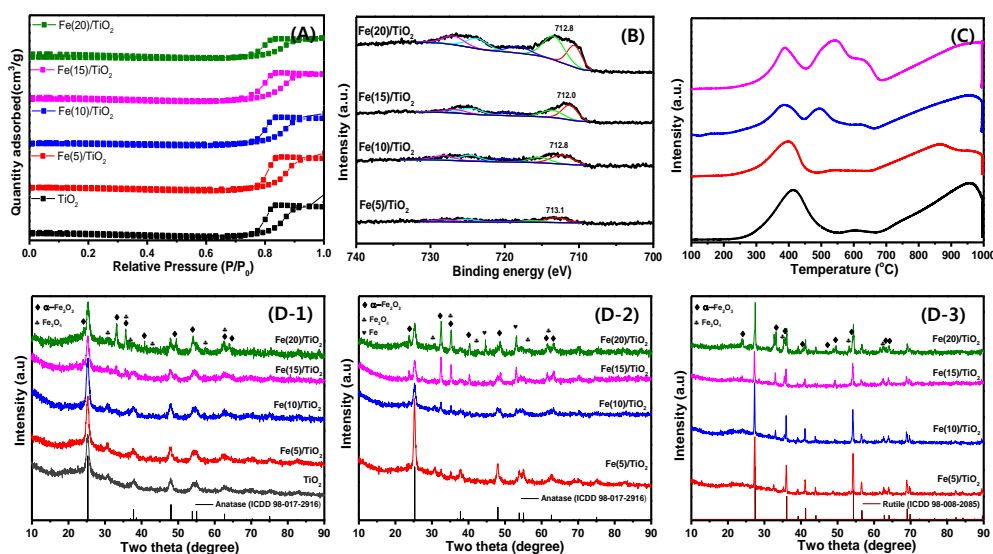 (A)
Fe(20)/TiO₂
Fe(15)/TiO₂
Fe(10)/TiO₂
Fe(5)/TiO₂
TiO₂
Quantity adsorbed(cm³/g)
0.0 0.2 0.4 0.6 0.8 1.0
Relative Pressure (P/P₀)
(B)
Fe(20)/TiO₂
712.8
Fe(15)/TiO₂
712.0
Fe(10)/TiO₂
712.8
Fe(5)/TiO₂
713.1
Intensity (a.u.)
740 730 720 710 700
Binding energy (eV)
(C)
Intensity (a.u.)
100 200 300 400 500 600 700 800 900 1000
Temperature (°C)
(D-1)
♦ α-Fe₂O₃
♣ Fe₃O₄
Fe(20)/TiO₂
Fe(15)/TiO₂
Fe(10)/TiO₂
Fe(5)/TiO₂
TiO₂
Anatase (ICDD 98-017-2916)
Intensity (a.u)
10 20 30 40 50 60 70 80 90
Two theta (degree)
(D-2)
♦ α-Fe₂O₃
♣ Fe₃O₄
♥ Fe
Fe(20)/TiO₂
Fe(15)/TiO₂
Fe(10)/TiO₂
Fe(5)/TiO₂
Anatase (ICDD 98-017-2916)
Intensity (a.u)
10 20 30 40 50 60 70 80 90
Two theta (degree)
(D-3)
♦ α-Fe₂O₃
♣ Fe₃O₄
Fe(20)/TiO₂
Fe(15)/TiO₂
Fe(10)/TiO₂
Fe(5)/TiO₂
Rutile (ICDD 98-008-2085)
Intensity (a.u)
10 20 30 40 50 60 70 80 90
Two theta (degree)